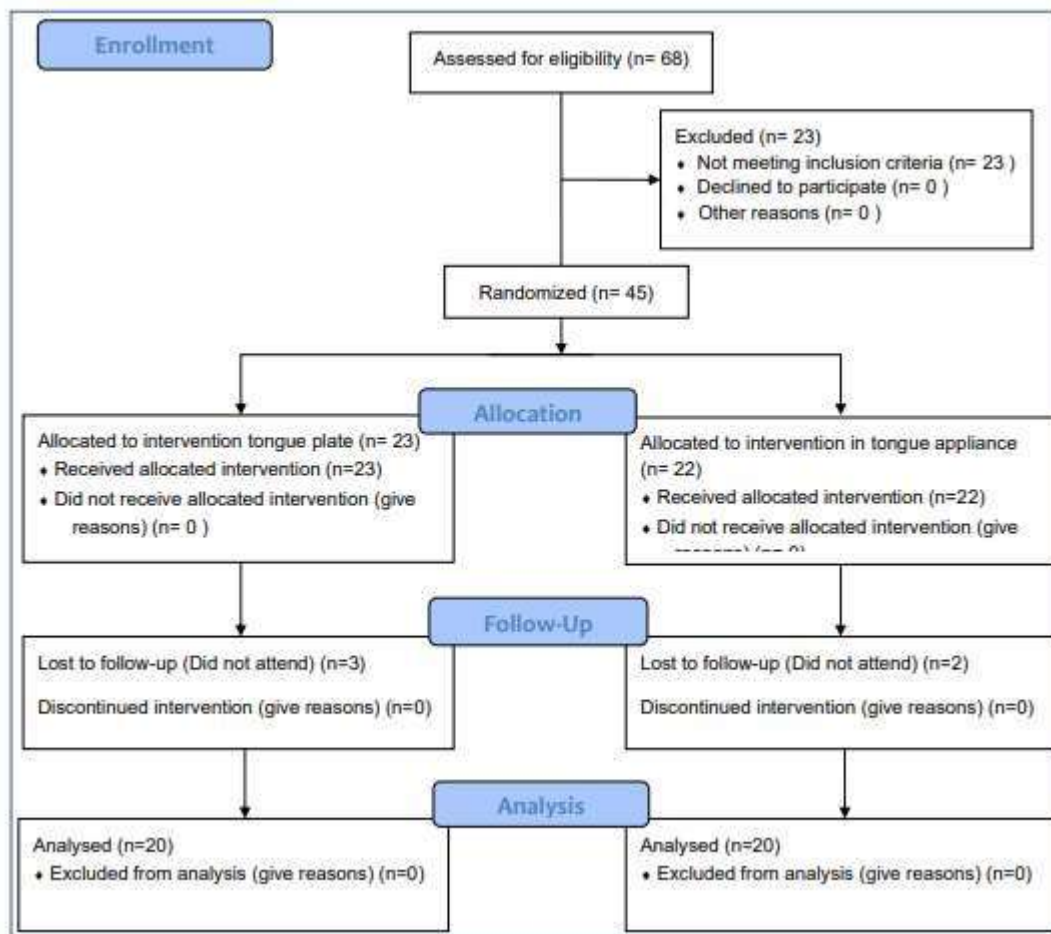 Enrollment
Assessed for eligibility (n= 68)
Excluded (n= 23)
♦ Not meeting inclusion criteria (n= 23 )
♦ Declined to participate (n= 0 )
♦ Other reasons (n= 0 )
Randomized (n= 45)
Allocation
Allocated to intervention tongue plate (n= 23)
♦ Received allocated intervention (n=23)
♦ Did not receive allocated intervention (give
reasons) (n= 0 )
Allocated to intervention in tongue appliance
(n= 22)
♦ Received allocated intervention (n=22)
♦ Did not receive allocated intervention (give
Follow-Up
Lost to follow-up (Did not attend) (n=3)
Discontinued intervention (give reasons) (n=0)
Lost to follow-up (Did not attend) (n=2)
Discontinued intervention (give reasons) (n=0)
Analysis
Analysed (n=20)
♦ Excluded from analysis (give reasons) (n=0)
Analysed (n=20)
♦ Excluded from analysis (give reasons) (n=0)